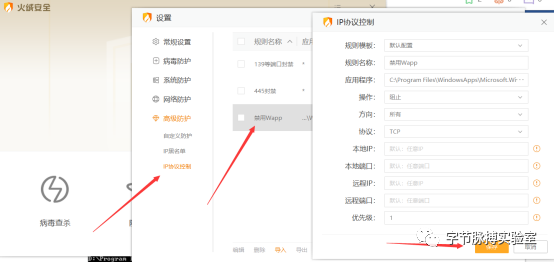 火绒安全
设置
常规设置
病毒防护
系统防护
网络防护
高级防护
自定义防护
IP黑名单
IP协议控制
规则名称
应用
139等端口封禁 *
445封禁 *
禁用Wapp ...\W
编辑 删除 导入 导出
病毒查杀
D:\Program
IP协议控制
规则模板: 默认配置
规则名称: 禁用Wapp
应用程序: C:\Program Files\WindowsApps\Microsoft.Wi
操作: 阻止
方向: 所有
协议: TCP
本地IP: 默认: 任意IP
本地端口: 默认: 任意端口
远程IP: 默认: 任意IP
远程端口: 默认: 任意端口
优先级: 1
字节脉搏实验室